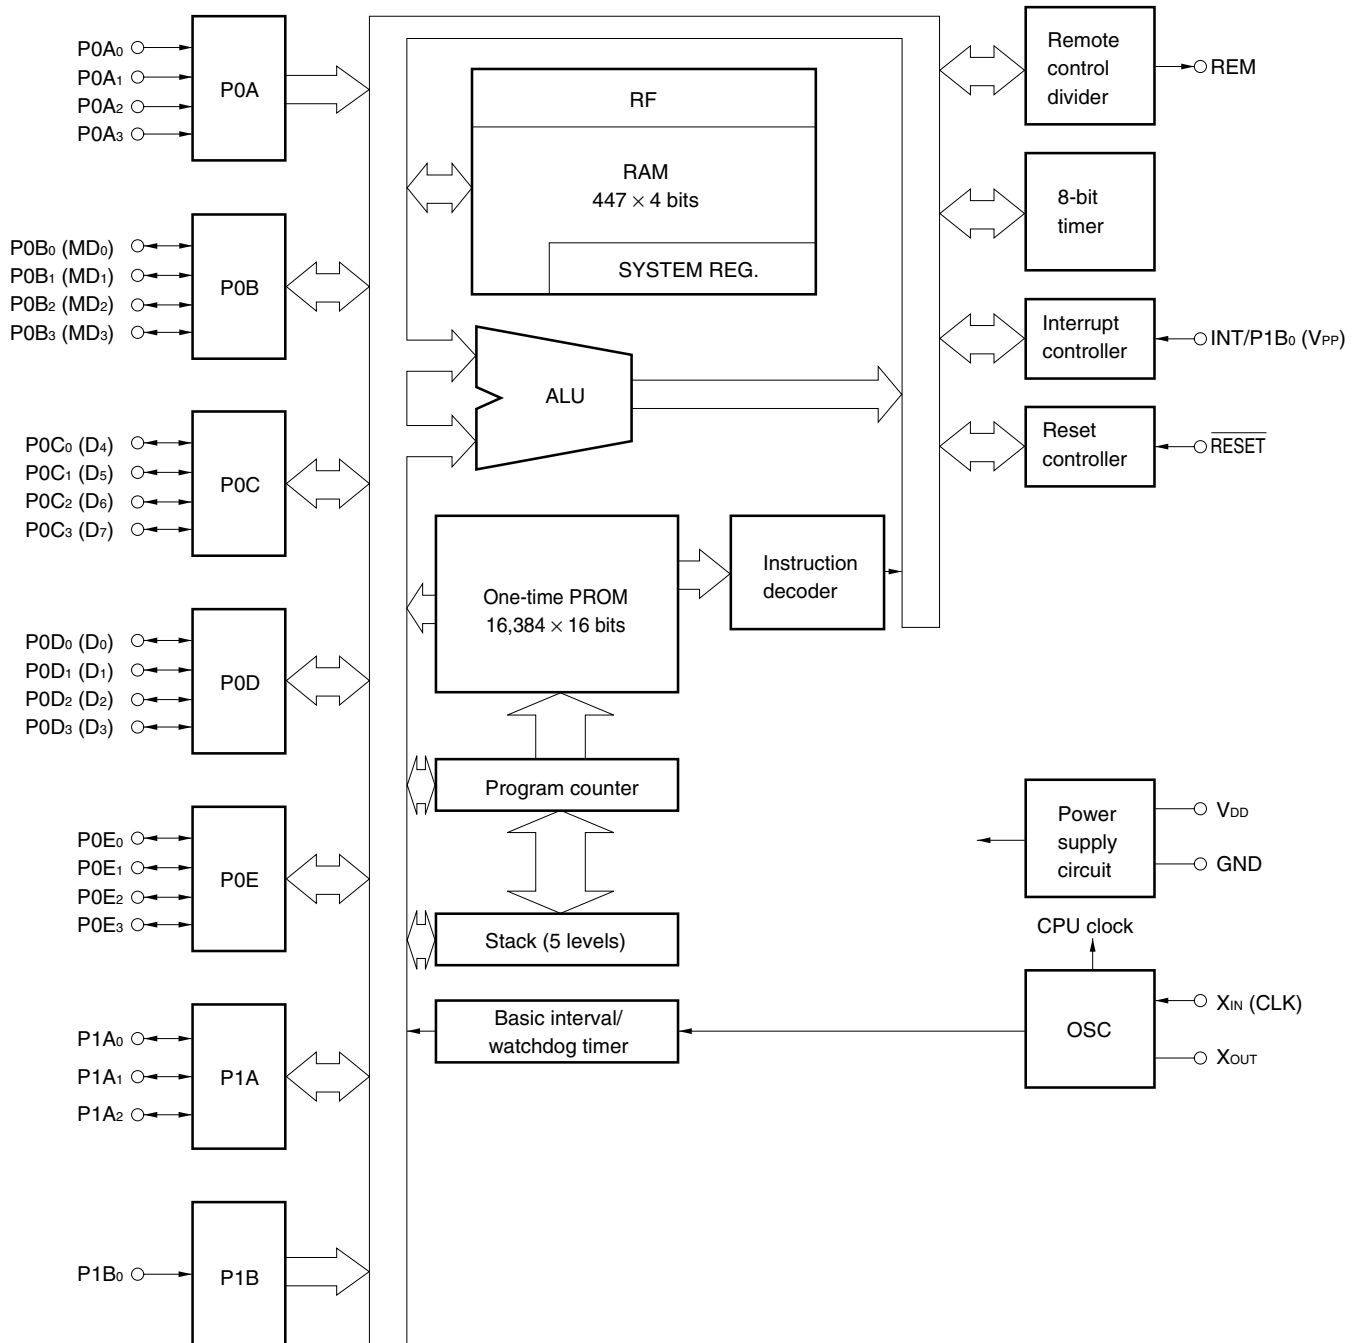 P0A0
P0A1
P0A2
P0A3
P0A
P0B0 (MD0)
P0B1 (MD1)
P0B2 (MD2)
P0B3 (MD3)
P0B
P0C0 (D4)
P0C1 (D5)
P0C2 (D6)
P0C3 (D7)
P0C
P0D0 (D0)
P0D1 (D1)
P0D2 (D2)
P0D3 (D3)
P0D
P0E0
P0E1
P0E2
P0E3
P0E
P1A0
P1A1
P1A2
P1A
P1B0
P1B
RF
RAM
447 × 4 bits
SYSTEM REG.
ALU
One-time PROM
16,384 × 16 bits
Instruction
decoder
Program counter
Stack (5 levels)
Basic interval/
watchdog timer
Remote
control
divider
REM
8-bit
timer
Interrupt
controller
INT/P1B0 (VPP)
Reset
controller
RESET
Power
supply
circuit
VDD
GND
CPU clock
OSC
XIN (CLK)
XOUT